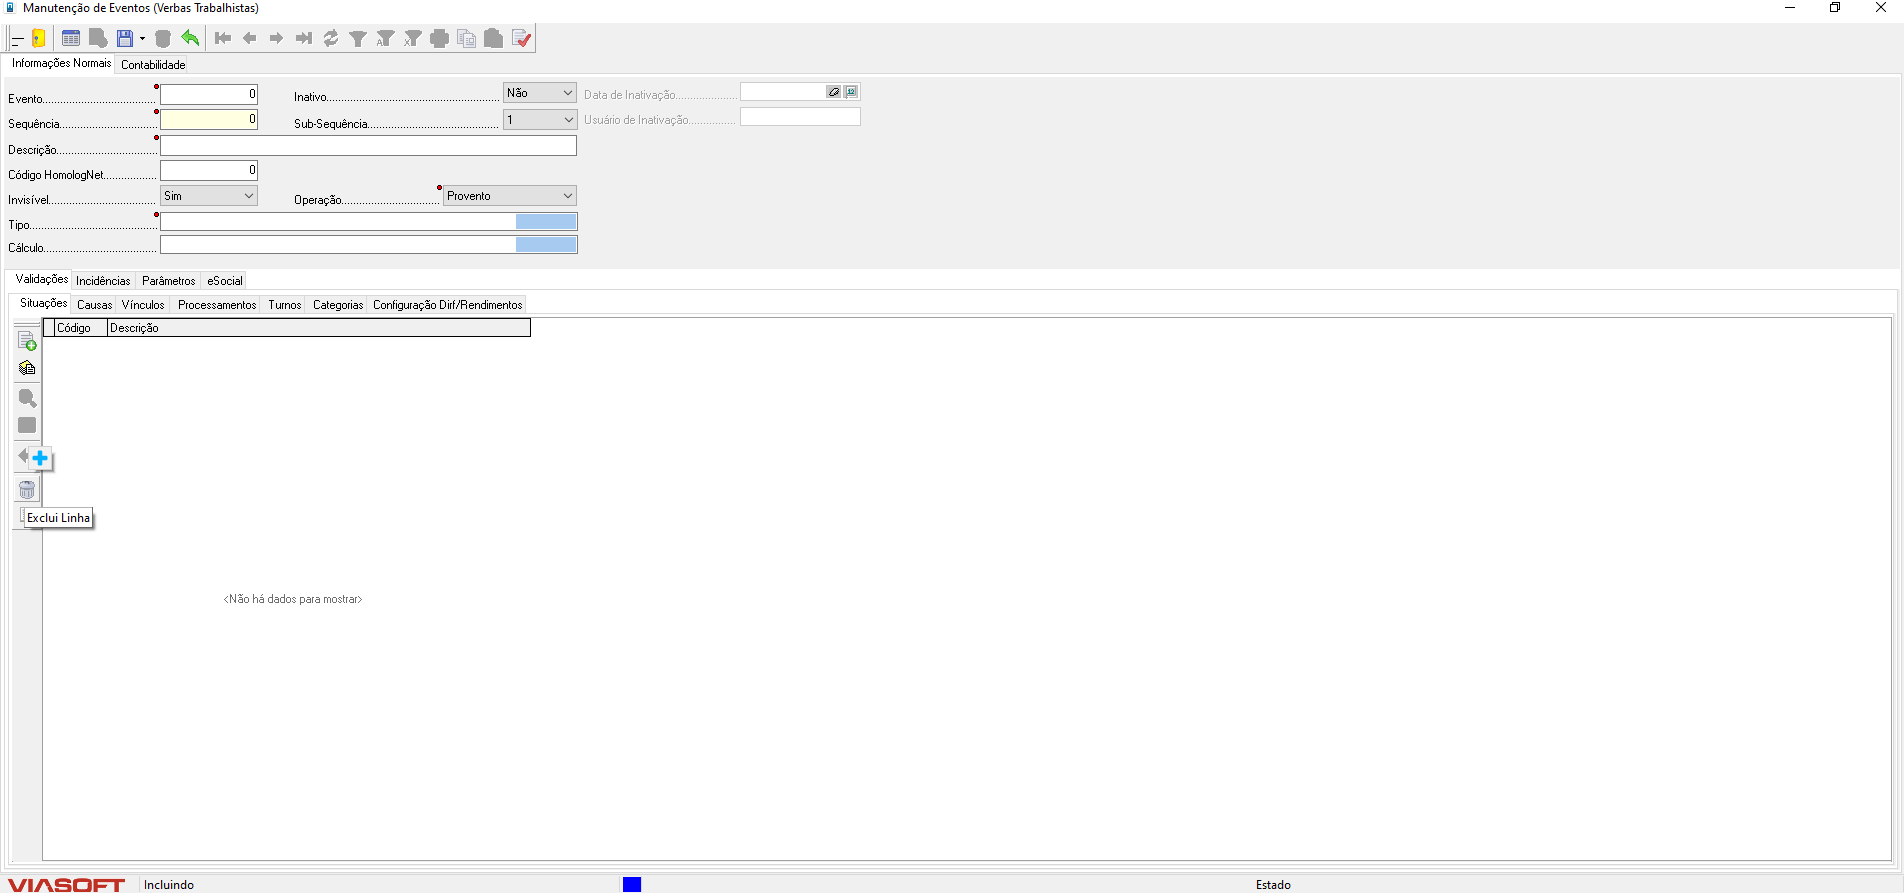 Manutenção de Eventos (Verbas Trabalhistas)
Informações Normais Contabilidade
Evento 0 Inativo Não Data de Inativação
Sequência 0 Sub-Sequência 1 Usuário de Inativação
Descrição
Código HomologNet 0
Invisível Sim Operação Provento
Tipo
Cálculo
Validações Incidências Parâmetros eSocial
Situações Causas Vínculos Processamentos Turnos Categorias Configuração Dirf/Rendimentos
Código Descrição
Exclui Linha
<Não há dados para mostrar>
VIASOFT Incluindo Estado